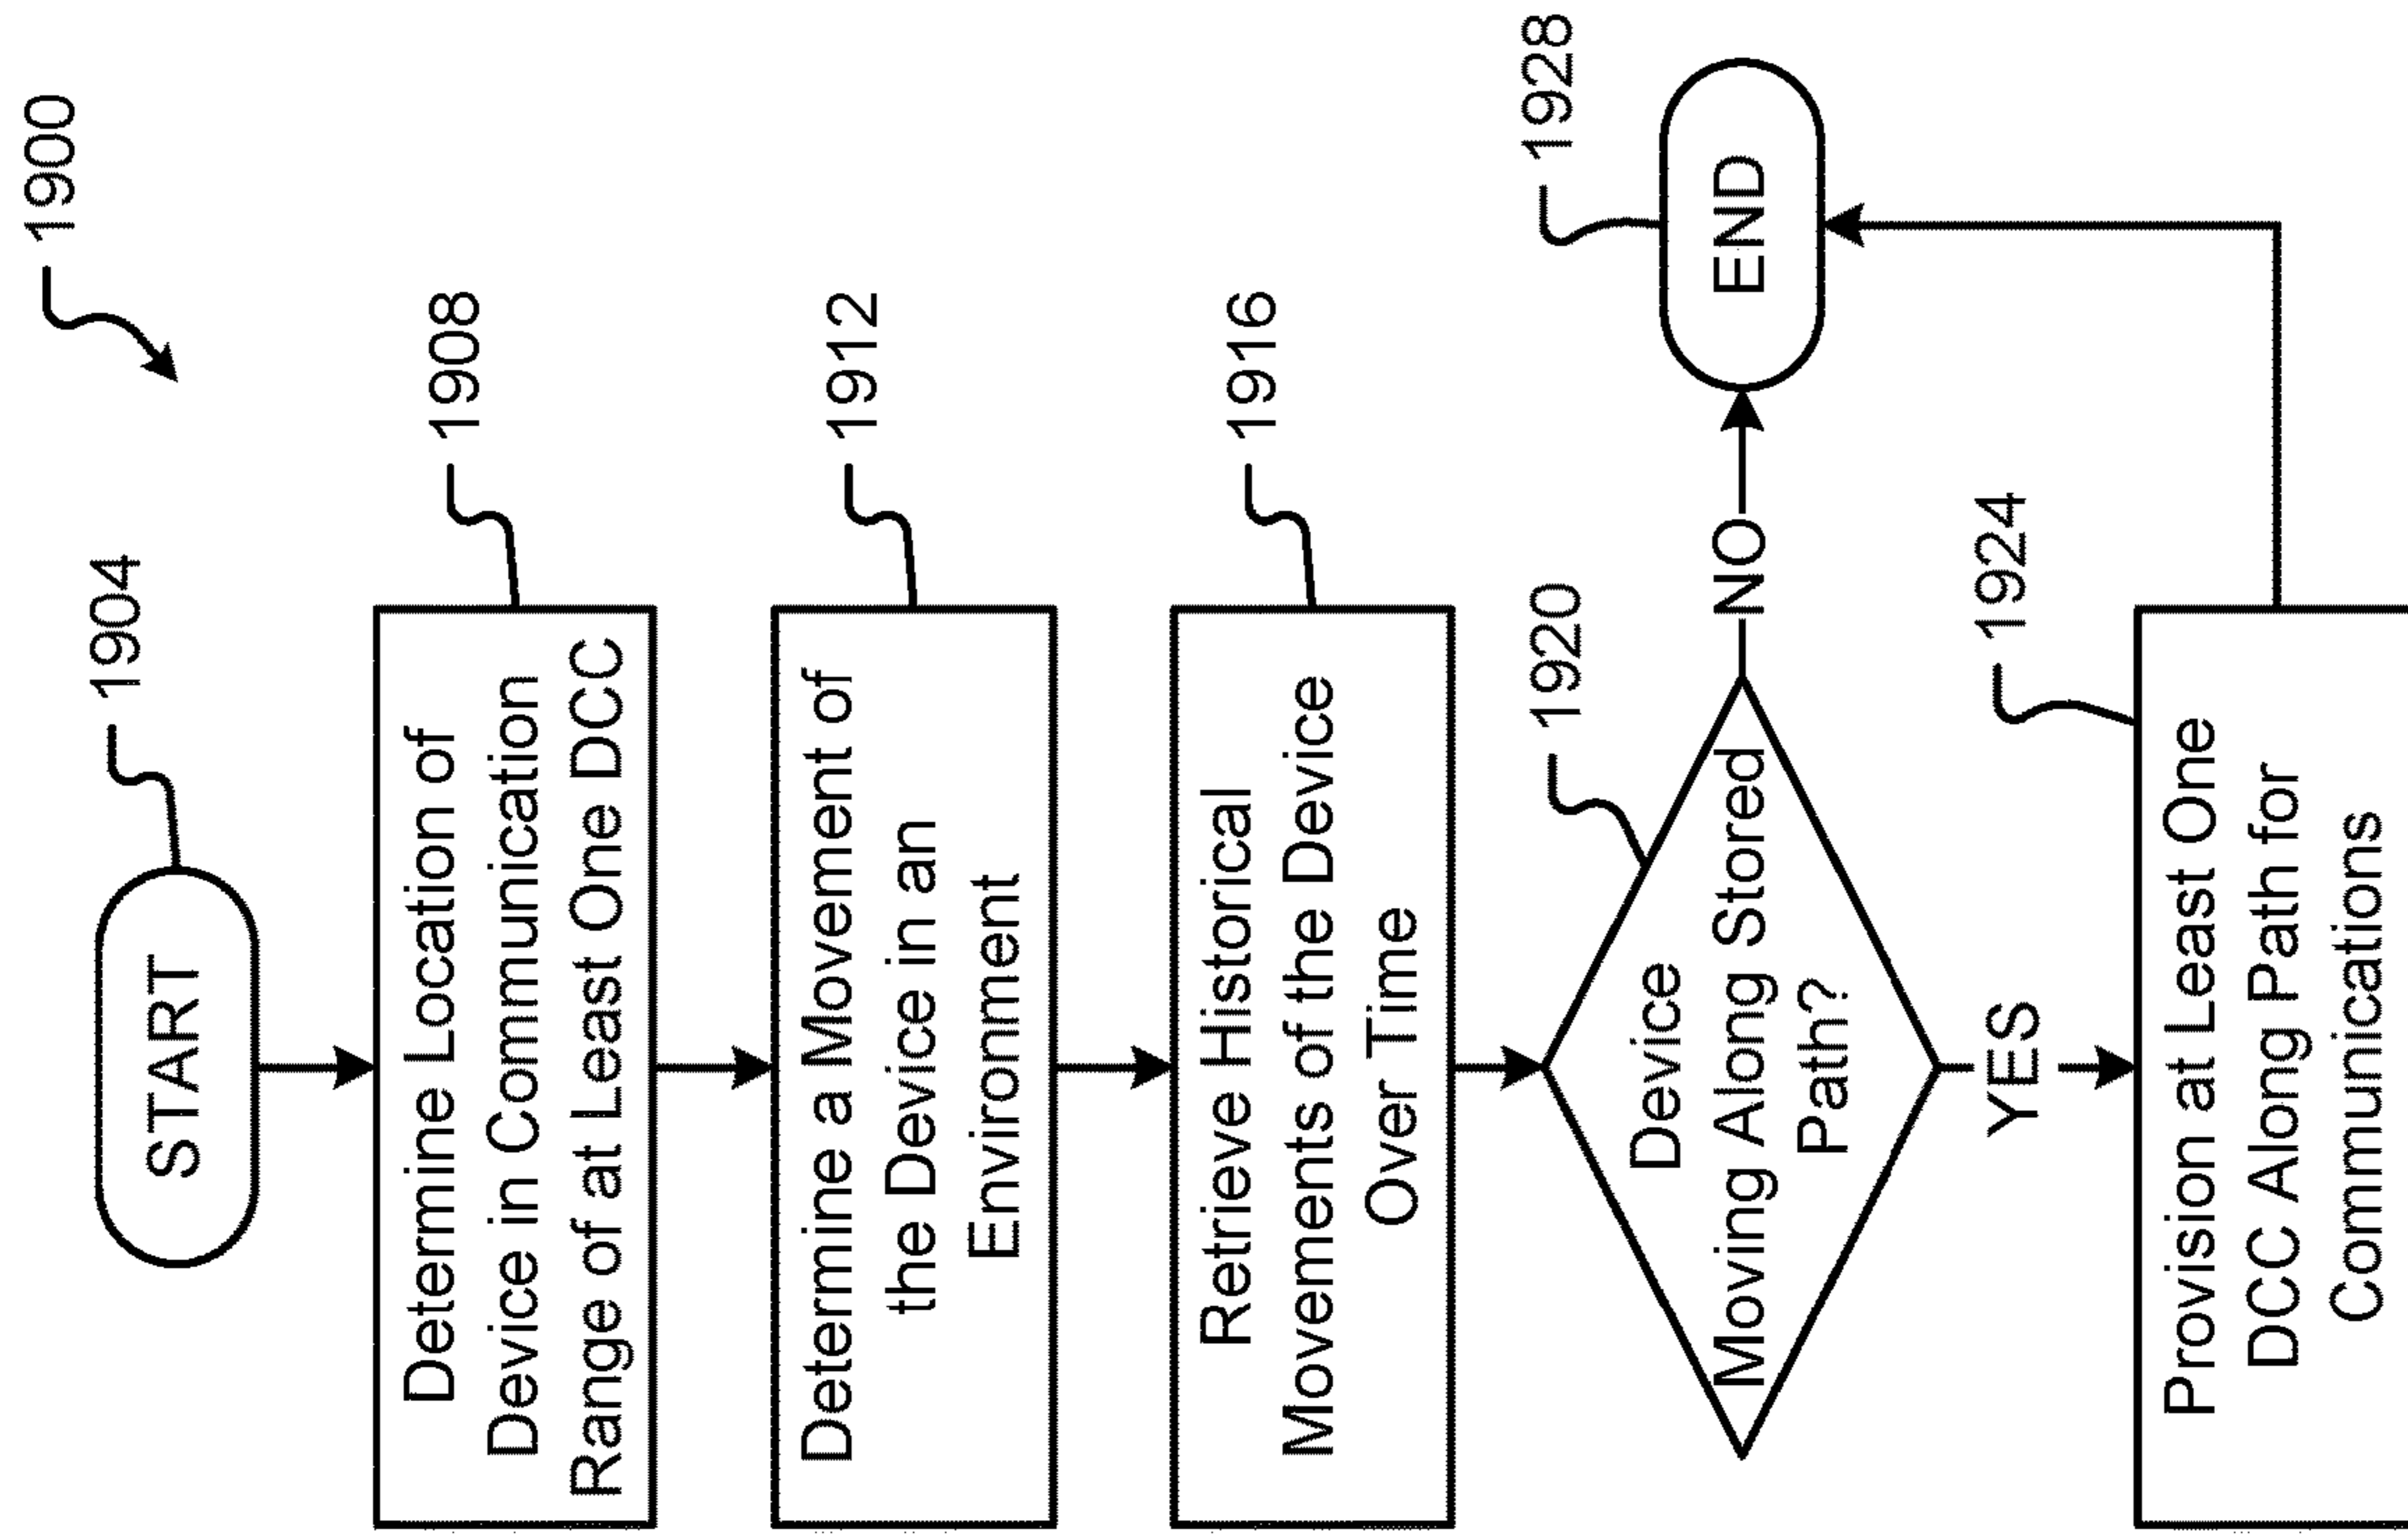 1900
START
1904
Determine Location of
Device in Communication
Range of at Least One DCC
1908
Determine a Movement of
the Device in an
Environment
1912
Retrieve Historical
Movements of the Device
Over Time
1916
Device
Moving Along Stored
Path?
1920
NO
END
1928
YES
Provision at Least One
DCC Along Path for
Communications
1924